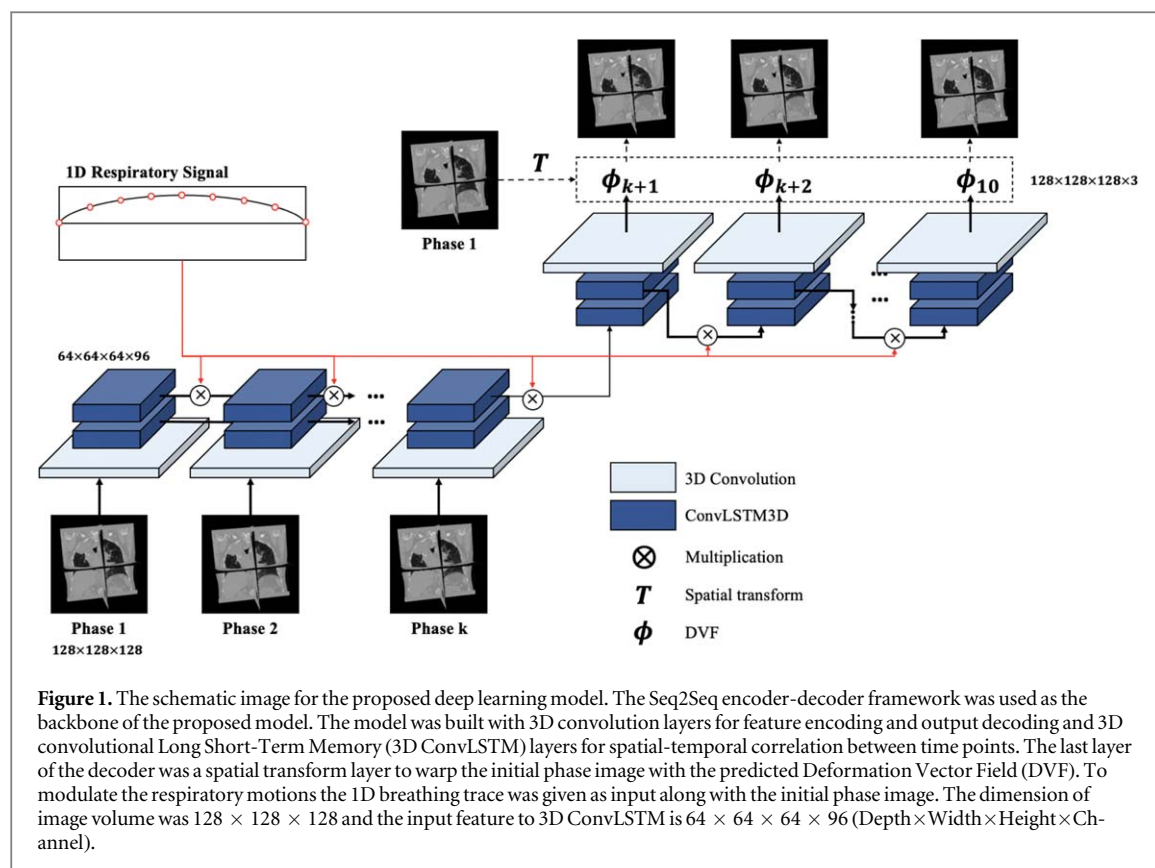 1D Respiratory Signal
Phase 1
T
ϕₖ₊₁
ϕₖ₊₂
ϕ₁₀
128×128×128×3
...
...
64×64×64×96
...
...
Phase 1
128×128×128
Phase 2
Phase k
3D Convolution
ConvLSTM3D
⊗ Multiplication
T Spatial transform
ϕ DVF
Figure 1. The schematic image for the proposed deep learning model. The Seq2Seq encoder-decoder framework was used as the
backbone of the proposed model. The model was built with 3D convolution layers for feature encoding and output decoding and 3D
convolutional Long Short-Term Memory (3D ConvLSTM) layers for spatial-temporal correlation between time points. The last layer
of the decoder was a spatial transform layer to warp the initial phase image with the predicted Deformation Vector Field (DVF). To
modulate the respiratory motions the 1D breathing trace was given as input along with the initial phase image. The dimension of
image volume was 128 × 128 × 128 and the input feature to 3D ConvLSTM is 64 × 64 × 64 × 96 (Depth×Width×Height×Ch-
annel).